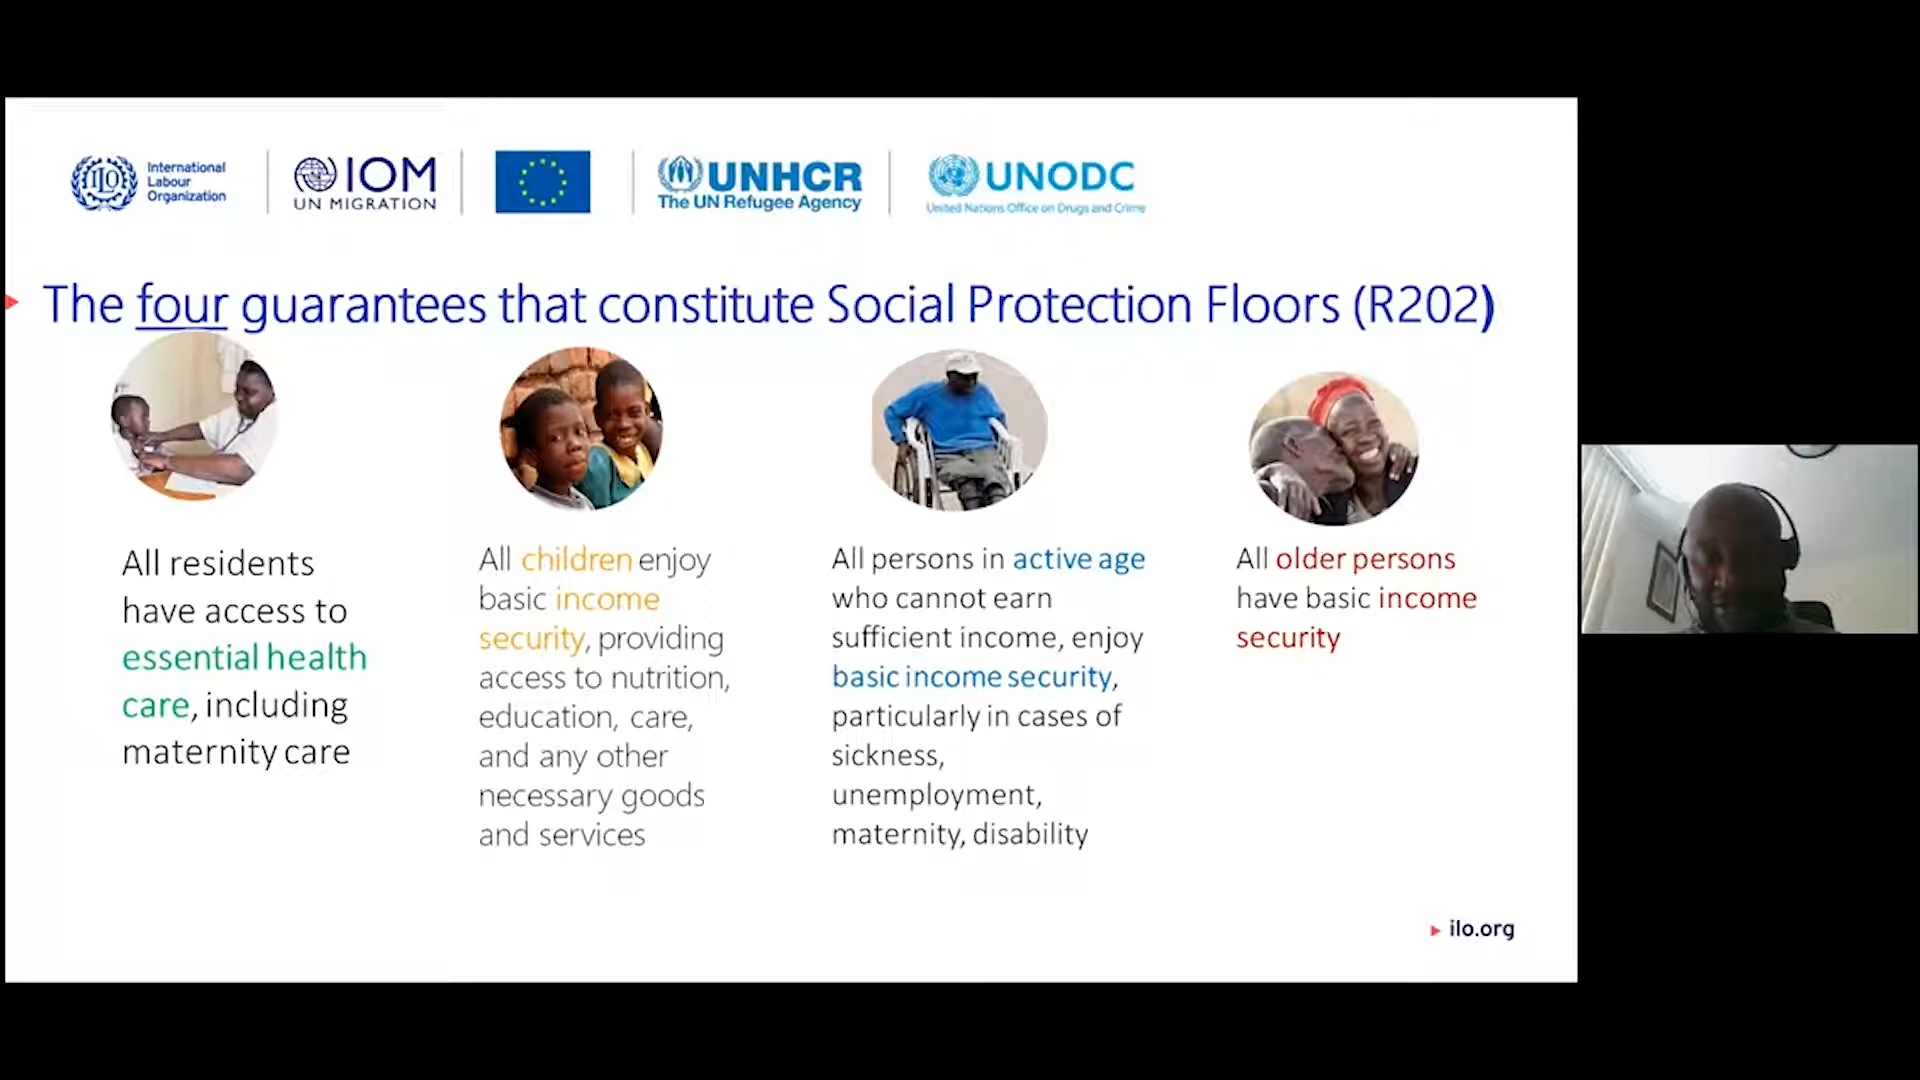 ILO
International
Labour
Organization
IOM
UN MIGRATION
UNHCR
The UN Refugee Agency
UNODC
United Nations Office on Drugs and Crime
The four guarantees that constitute Social Protection Floors (R202)
All residents
have access to
essential health
care, including
maternity care
All children enjoy
basic income
security, providing
access to nutrition,
education, care,
and any other
necessary goods
and services
All persons in active age
who cannot earn
sufficient income, enjoy
basic income security,
particularly in cases of
sickness,
unemployment,
maternity, disability
All older persons
have basic income
security
ilo.org